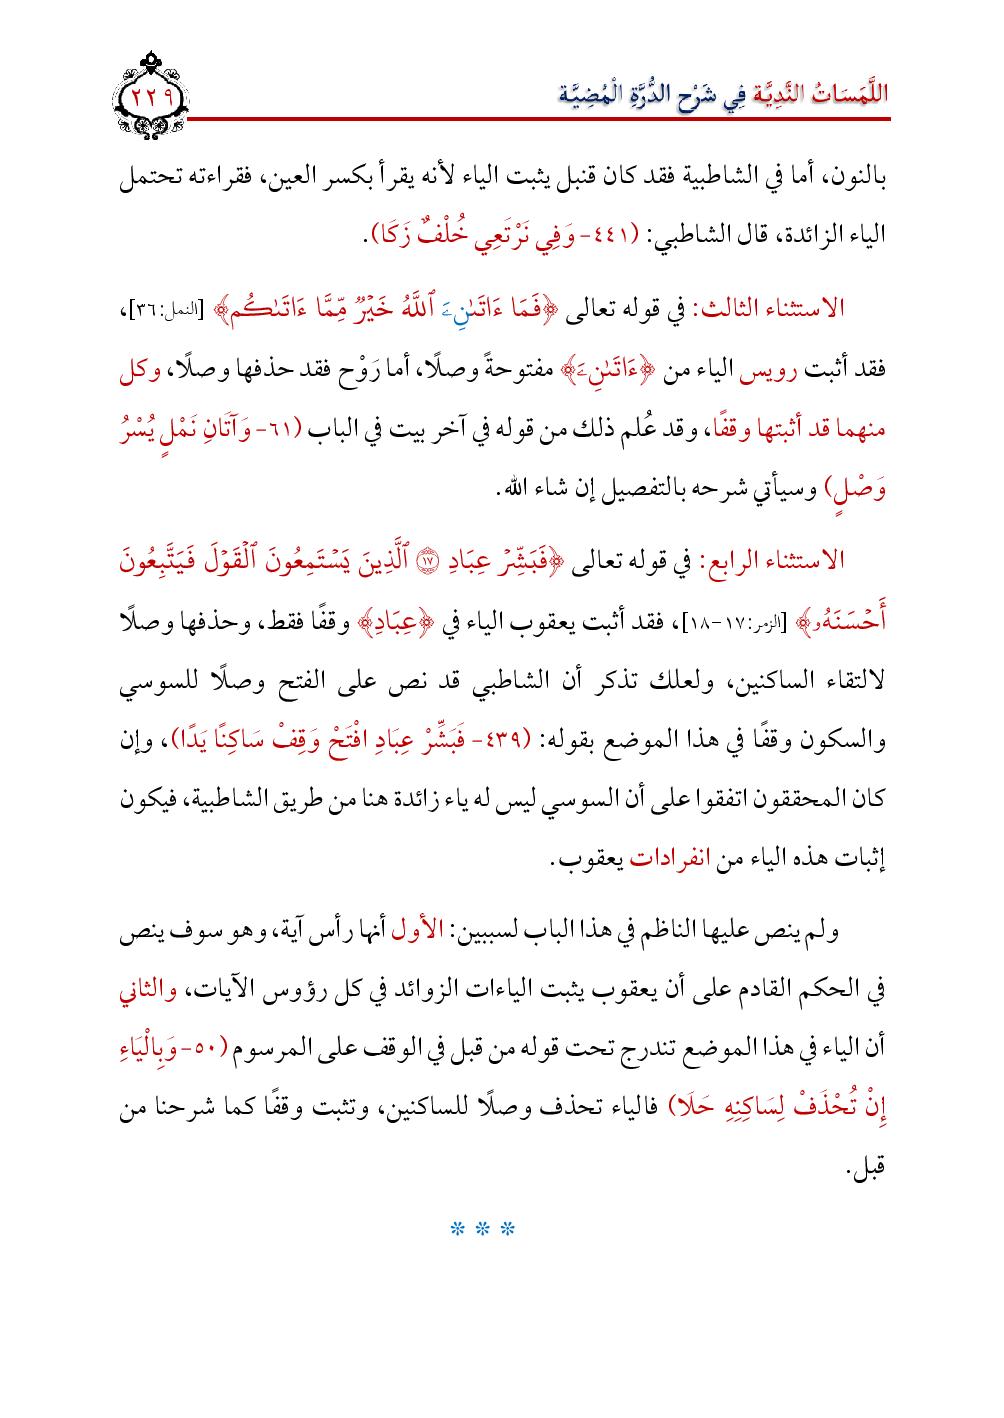 اللَّمَسَاتُ النَّدِيَّة فِي شَرْحِ الدُّرَّةِ الْمُضِيَّة
٢٢٩
بالنون، أما في الشاطبية فقد كان قنبل يثبت الياء لأنه يقرأ بكسر العين، فقراءته تحتمل
الياء الزائدة، قال الشاطبي: (٤٤١- وَفِي نَرْتَعِي خُلْفٌ زَكَا).
الاستثناء الثالث: في قوله تعالى ﴿فَمَا ءَاتَىٰنِۦَ ٱللَّهُ خَيْرٌ مِّمَّا ءَاتَىٰكُم﴾ [النمل:٣٦]،
فقد أثبت رويس الياء من ﴿ءَاتَىٰنِۦَ﴾ مفتوحةً وصلًا، أما رَوْح فقد حذفها وصلًا، وكل
منهما قد أثبتها وقفًا، وقد عُلم ذلك من قوله في آخر بيت في الباب (٦١- وَآتَانِ نَمْلٍ يُسْرُ
وَصْلٍ) وسيأتي شرحه بالتفصيل إن شاء الله.
الاستثناء الرابع: في قوله تعالى ﴿فَبَشِّرْ عِبَادِ ١٧ ٱلَّذِينَ يَسْتَمِعُونَ ٱلْقَوْلَ فَيَتَّبِعُونَ
أَحْسَنَهُۥ﴾ [الزمر:١٧-١٨]، فقد أثبت يعقوب الياء في ﴿عِبَادِ﴾ وقفًا فقط، وحذفها وصلًا
لالتقاء الساكنين، ولعلك تذكر أن الشاطبي قد نص على الفتح وصلًا للسوسي
والسكون وقفًا في هذا الموضع بقوله: (٤٣٩- فَبَشِّرْ عِبَادِ افْتَحْ وَقِفْ سَاكِنًا يَدًا)، وإن
كان المحققون اتفقوا على أن السوسي ليس له ياء زائدة هنا من طريق الشاطبية، فيكون
إثبات هذه الياء من انفرادات يعقوب.
ولم ينص عليها الناظم في هذا الباب لسببين: الأول أنها رأس آية، وهو سوف ينص
في الحكم القادم على أن يعقوب يثبت الياءات الزوائد في كل رؤوس الآيات، والثاني
أن الياء في هذا الموضع تندرج تحت قوله من قبل في الوقف على المرسوم (٥٠- وَبِالْيَاءِ
إِنْ تُحْذَفْ لِسَاكِنِهِ حَلَا) فالياء تحذف وصلًا للساكنين، وتثبت وقفًا كما شرحنا من
قبل.
* * *